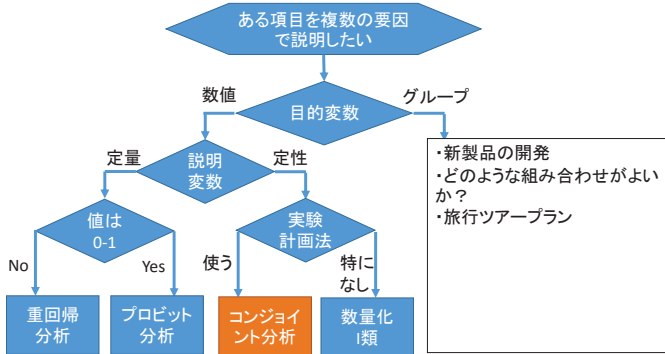 ある項目を複数の要因
で説明したい
数値
目的変数
グループ
定量
説明
変数
定性
・新製品の開発
・どのような組み合わせがよい
か？
・旅行ツアープラン
値は
0-1
実験
計画法
No
Yes
使う
特に
なし
重回帰
分析
プロビット
分析
コンジョイ
ント分析
数量化
I類